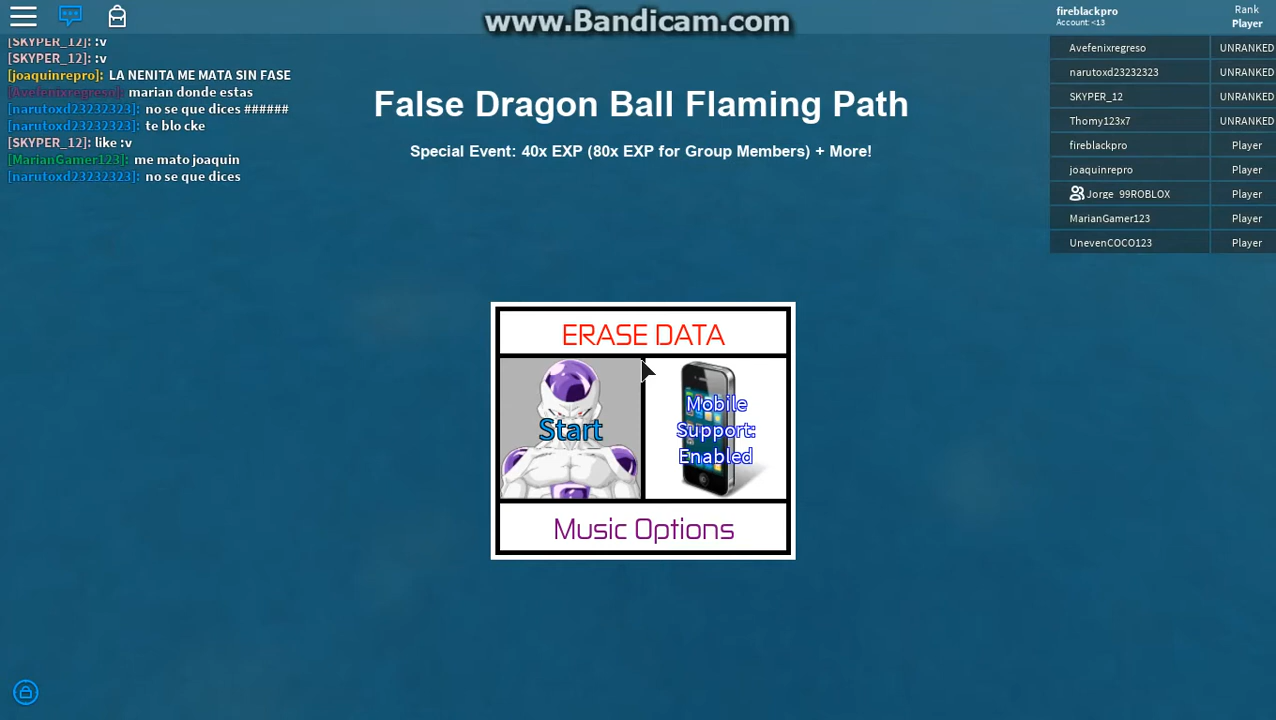 www.Bandicam.com
fireblackpro
Account: <13
Rank
Player
[SKYPER_12]: :v
[SKYPER_12]: :v
[joaquinrepro]: LA NENITA ME MATA SIN FASE
[Avefenixregreso]: marian donde estas
[narutoxd23232323]: no se que dices ######
[narutoxd23232323]: te blo cke
[SKYPER_12]: like :v
[MarianGamer123]: me mato joaquin
[narutoxd23232323]: no se que dices
Avefenixregreso UNRANKED
narutoxd23232323 UNRANKED
SKYPER_12 UNRANKED
Thomy123x7 UNRANKED
fireblackpro Player
joaquinrepro Player
Jorge_99ROBLOX Player
MarianGamer123 Player
UnevenCOCO123 Player
False Dragon Ball Flaming Path
Special Event: 40x EXP (80x EXP for Group Members) + More!
ERASE DATA
Start
Mobile
Support:
Enabled
Music Options